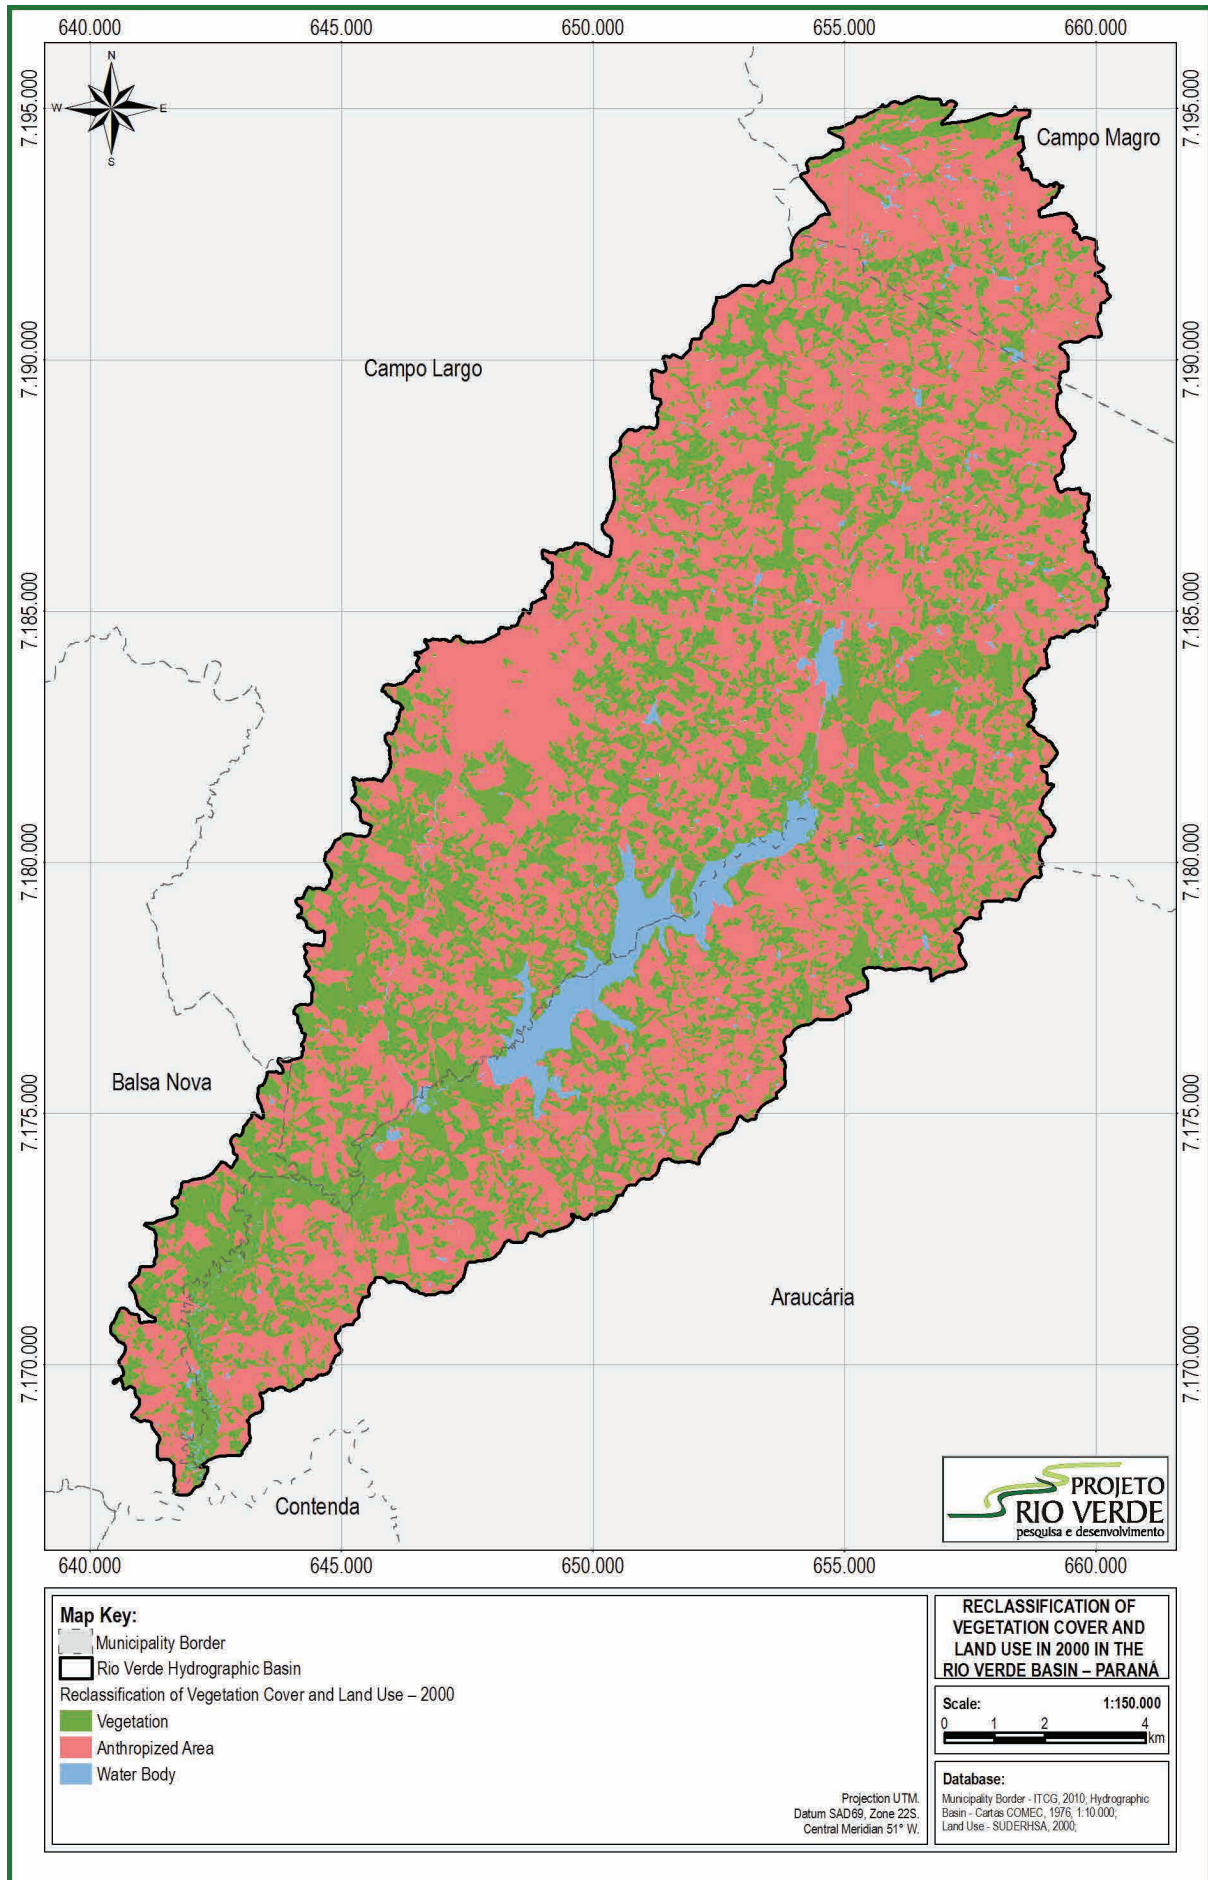 640.000 645.000 650.000 655.000 660.000
N
W E
S
7.195.000 7.195.000
Campo Magro
7.190.000 7.190.000
Campo Largo
7.185.000 7.185.000
7.180.000 7.180.000
Balsa Nova
7.175.000 7.175.000
Araucária
7.170.000 7.170.000
Contenda
PROJETO
RIO VERDE
pesquisa e desenvolvimento
640.000 645.000 650.000 655.000 660.000
Map Key:
Municipality Border
Rio Verde Hydrographic Basin
Reclassification of Vegetation Cover and Land Use – 2000
Vegetation
Anthropized Area
Water Body
Projection UTM.
Datum SAD69, Zone 22S.
Central Meridian 51° W.
RECLASSIFICATION OF
VEGETATION COVER AND
LAND USE IN 2000 IN THE
RIO VERDE BASIN – PARANÁ
Scale: 1:150.000
0 1 2 4
km
Database:
Municipality Border - ITCG, 2010; Hydrographic
Basin - Cartas COMEC, 1976, 1:10.000;
Land Use - SUDERHSA, 2000;